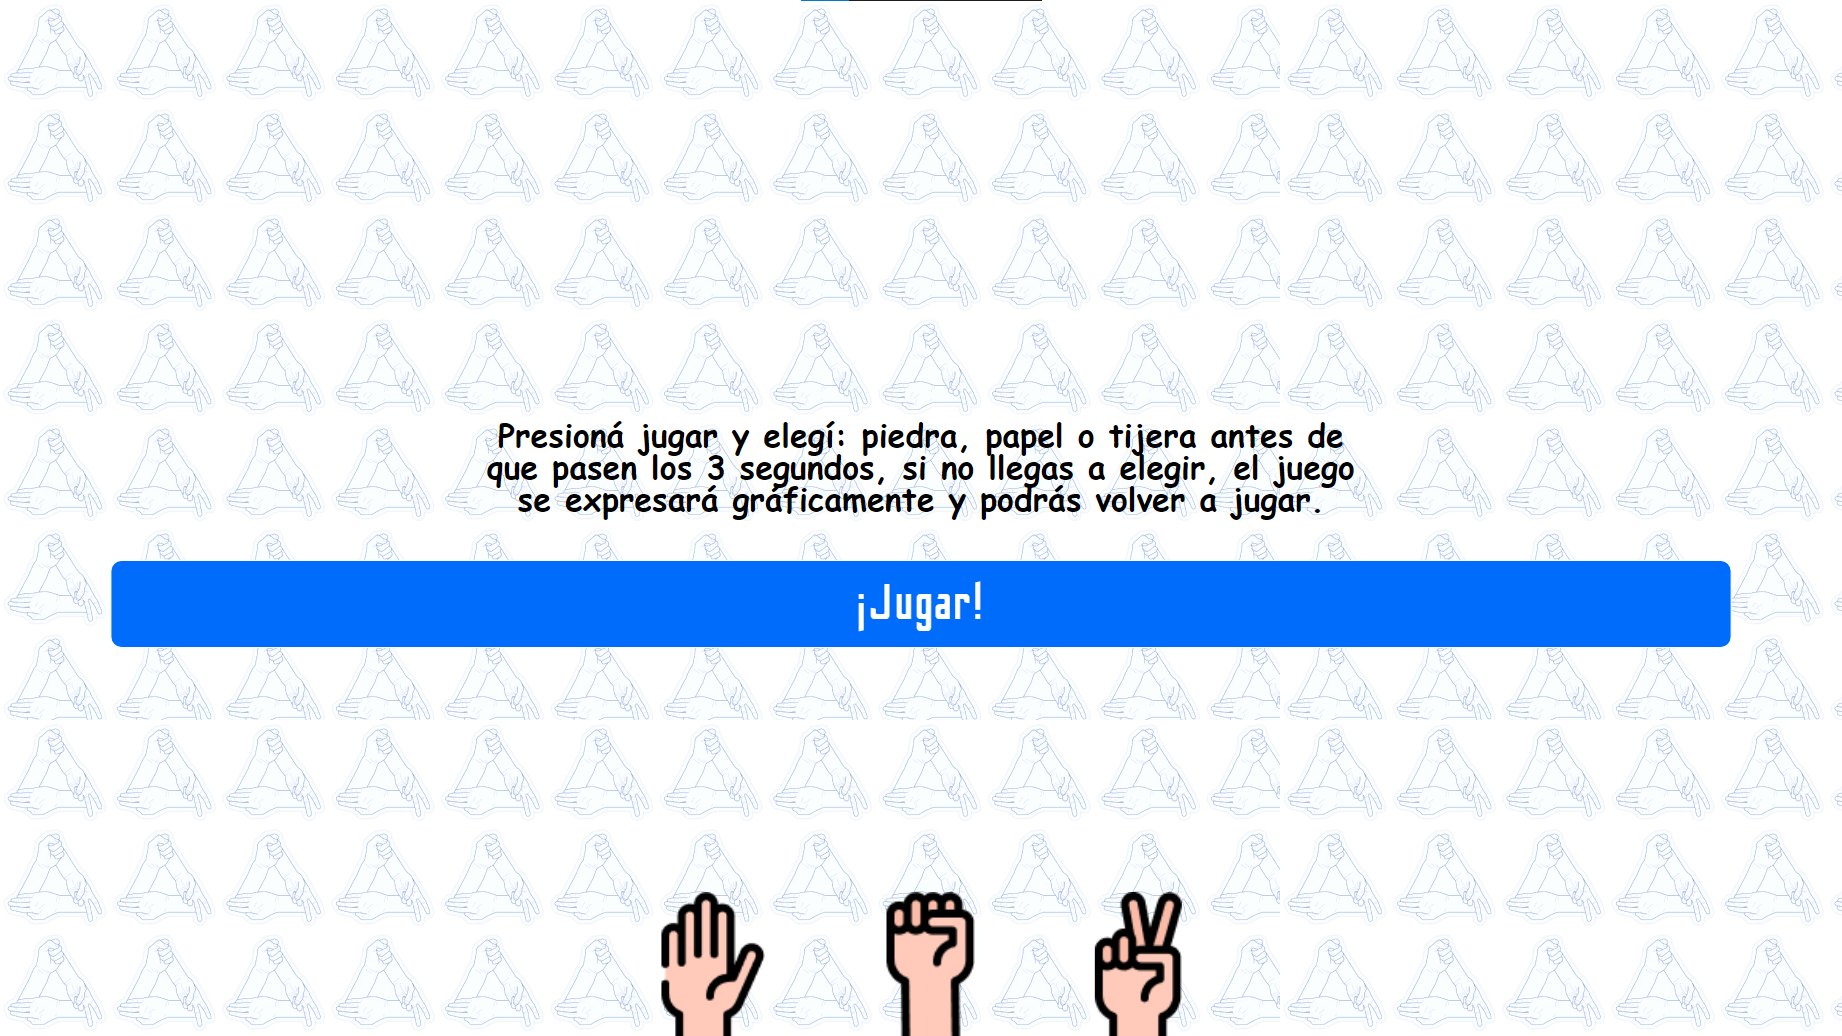 Presioná jugar y elegí: piedra, papel o tijera antes de
que pasen los 3 segundos, si no llegas a elegir, el juego
se expresará gráficamente y podrás volver a jugar.
¡Jugar!